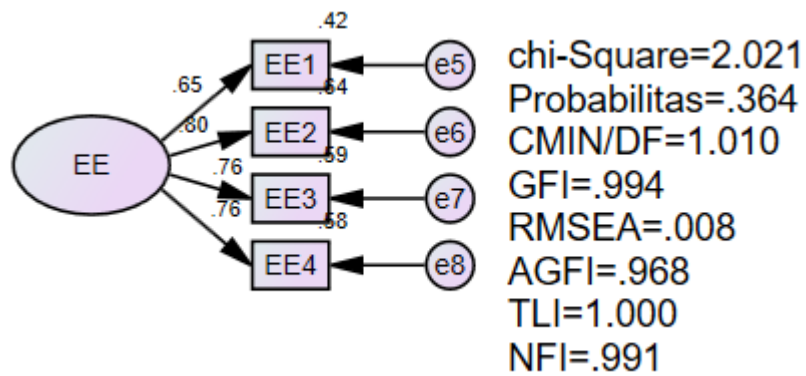 .42
EE1
e5
.65
.64
EE2
e6
.80
.59
EE
.76
EE3
e7
.76
.58
EE4
e8
chi-Square=2.021
Probabilitas=.364
CMIN/DF=1.010
GFI=.994
RMSEA=.008
AGFI=.968
TLI=1.000
NFI=.991